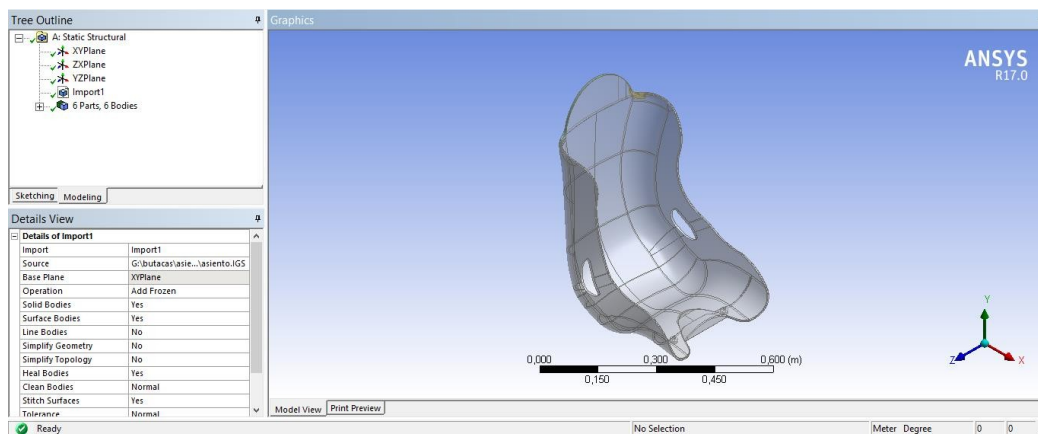 Tree Outline
A: Static Structural
XYPlane
ZXPlane
YZPlane
Import1
6 Parts, 6 Bodies
Sketching Modeling
Details View
Details of Import1
Import Import1
Source G:\butacas\asie...\asiento.IGS
Base Plane XYPlane
Operation Add Frozen
Solid Bodies Yes
Surface Bodies Yes
Line Bodies No
Simplify Geometry No
Simplify Topology No
Heal Bodies Yes
Clean Bodies Normal
Stitch Surfaces Yes
Tolerance Normal
Graphics
ANSYS
R17.0
0,000 0,300 0,600 (m)
0,150 0,450
Y
Z X
Model View Print Preview
Ready No Selection Meter Degree 0 0